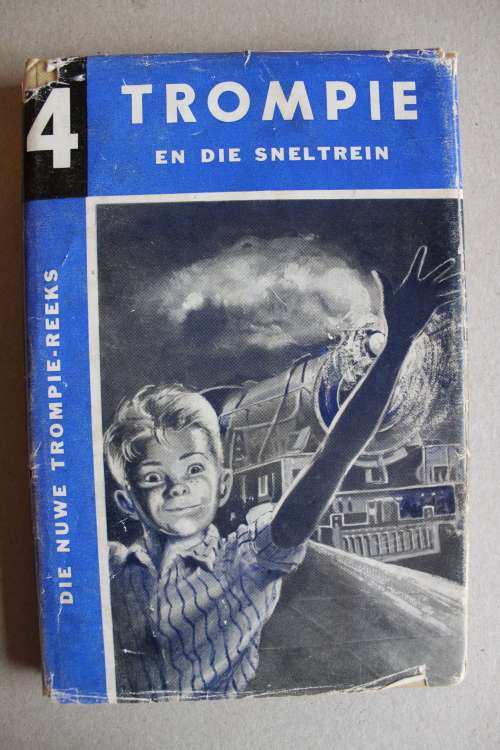 4
TROMPIE
EN DIE SNELTREIN
DIE NUWE TROMPIE-REEKS